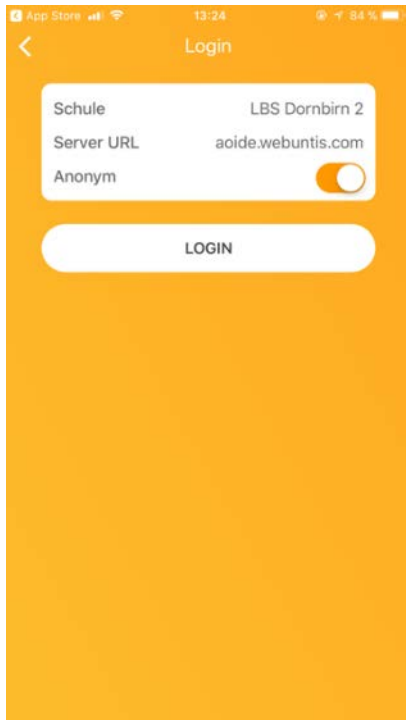 App Store 13:24 84 %
Login
Schule LBS Dornbirn 2
Server URL aoide.webuntis.com
Anonym
LOGIN